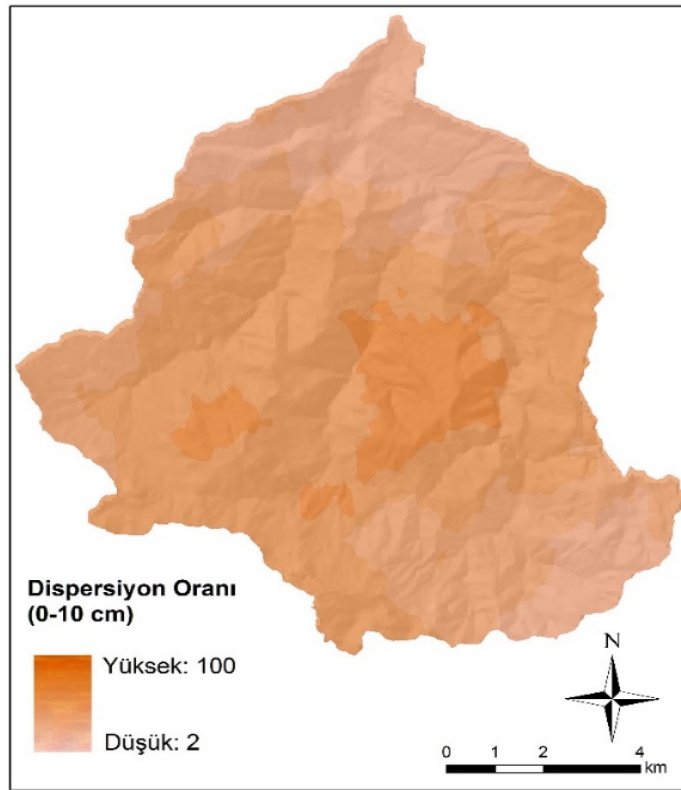 Dispersiyon Oranı
(0-10 cm)
Yüksek: 100
Düşük: 2
N
0 1 2 4
km